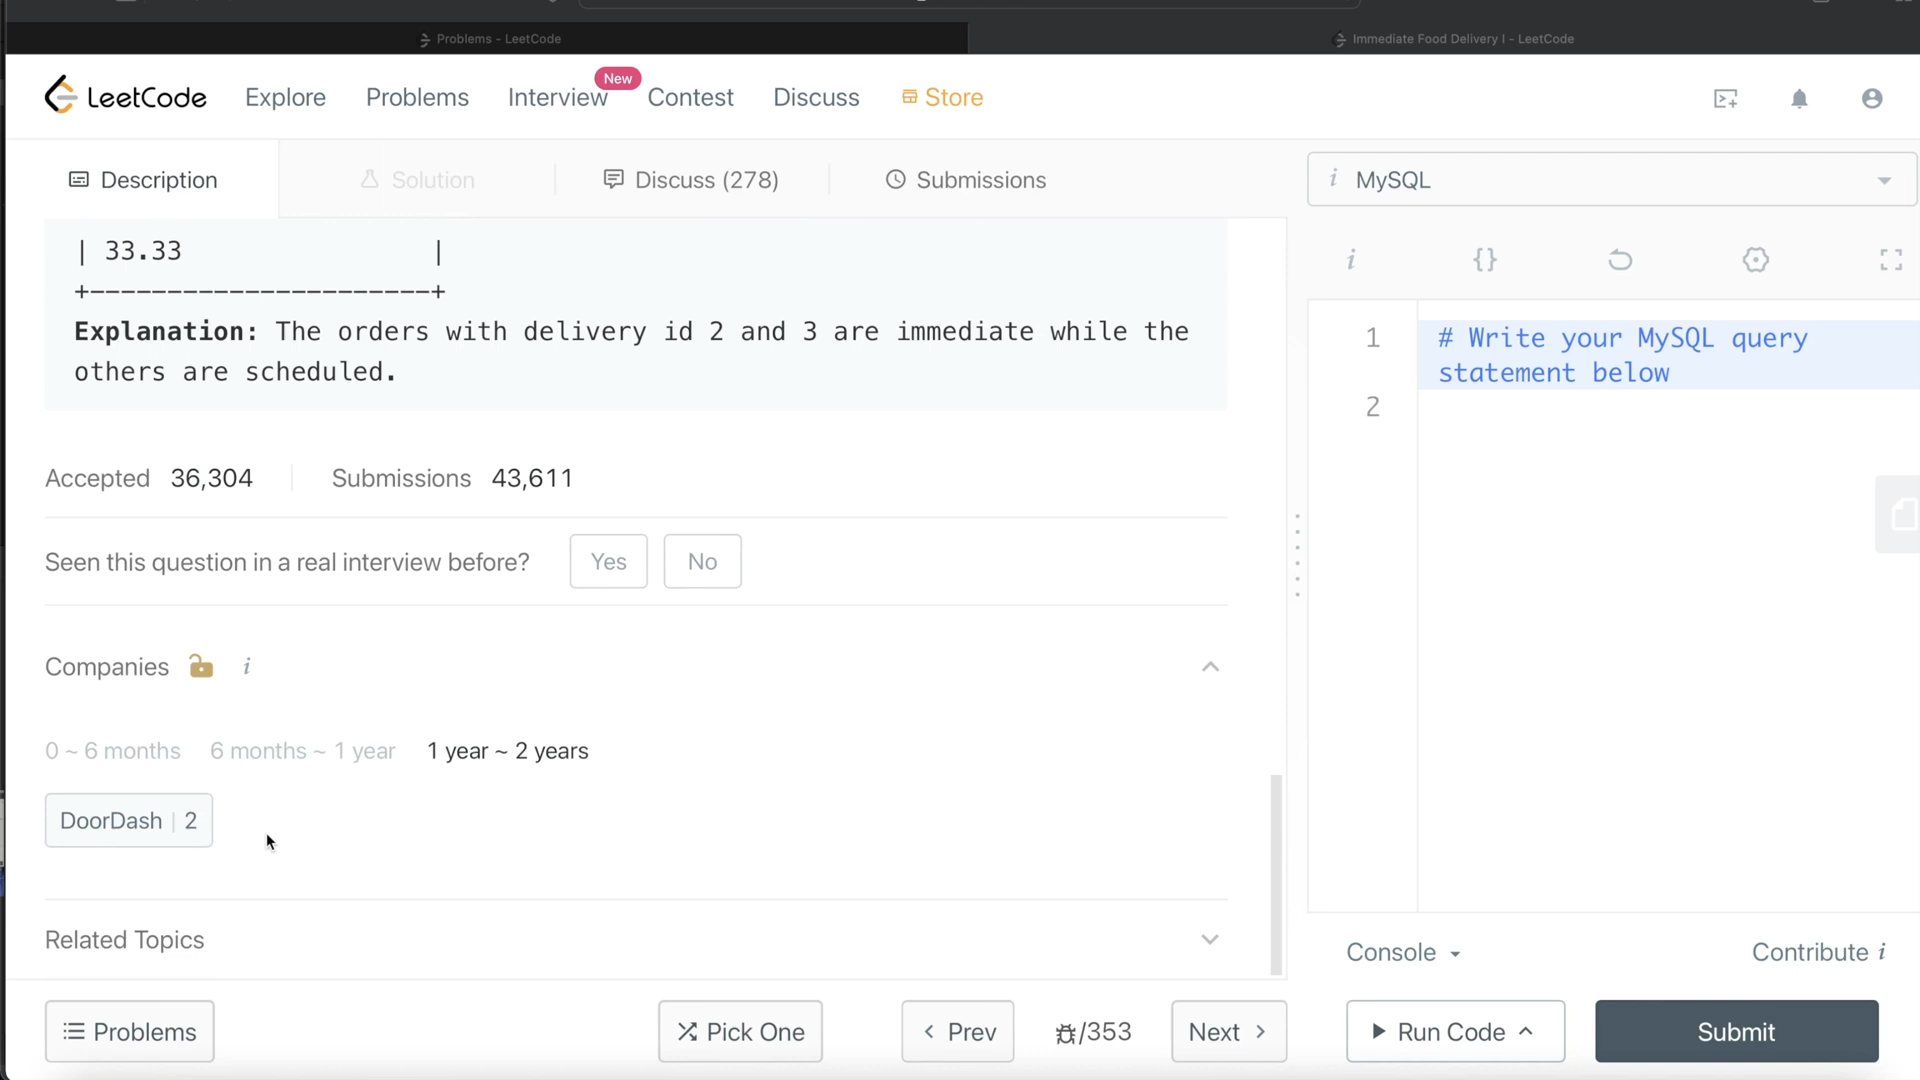 Problems - LeetCode
Immediate Food Delivery I - LeetCode
LeetCode
Explore
Problems
Interview
New
Contest
Discuss
Store
Description
Solution
Discuss (278)
Submissions
i MySQL
i
{}
| 33.33 |
+----------------------+
Explanation: The orders with delivery id 2 and 3 are immediate while the
others are scheduled.
1 # Write your MySQL query
statement below
2
Accepted 36,304
Submissions 43,611
Seen this question in a real interview before?
Yes
No
Companies
i
0 ~ 6 months
6 months ~ 1 year
1 year ~ 2 years
DoorDash | 2
Related Topics
Console
Contribute i
Problems
Pick One
Prev
/353
Next
Run Code
Submit